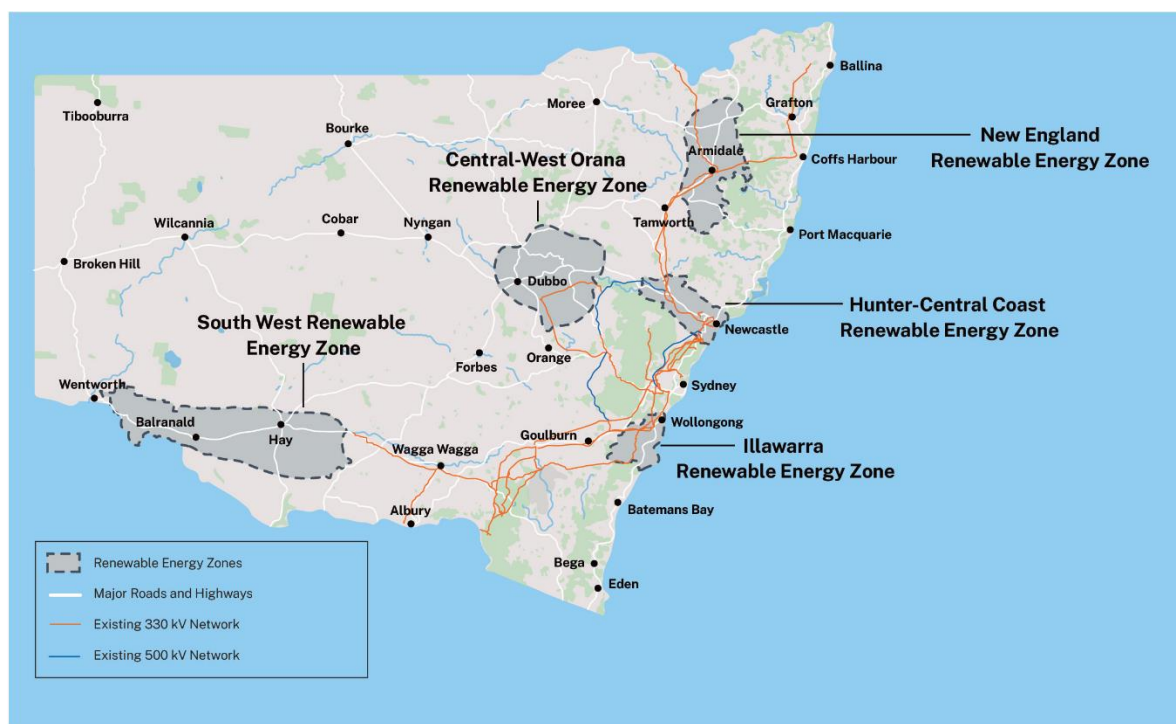 Ballina
Tibooburra
Moree
Grafton
New England
Renewable Energy Zone
Bourke
Armidale
Coffs Harbour
Central-West Orana
Renewable Energy Zone
Tamworth
Wilcannia
Cobar
Nyngan
Port Macquarie
Broken Hill
Dubbo
Hunter-Central Coast
Renewable Energy Zone
South West Renewable
Energy Zone
Newcastle
Forbes
Orange
Wentworth
Sydney
Balranald
Hay
Wollongong
Goulburn
Wagga Wagga
Illawarra
Renewable Energy Zone
Albury
Batemans Bay
Bega
Eden
Renewable Energy Zones
Major Roads and Highways
Existing 330 kV Network
Existing 500 kV Network